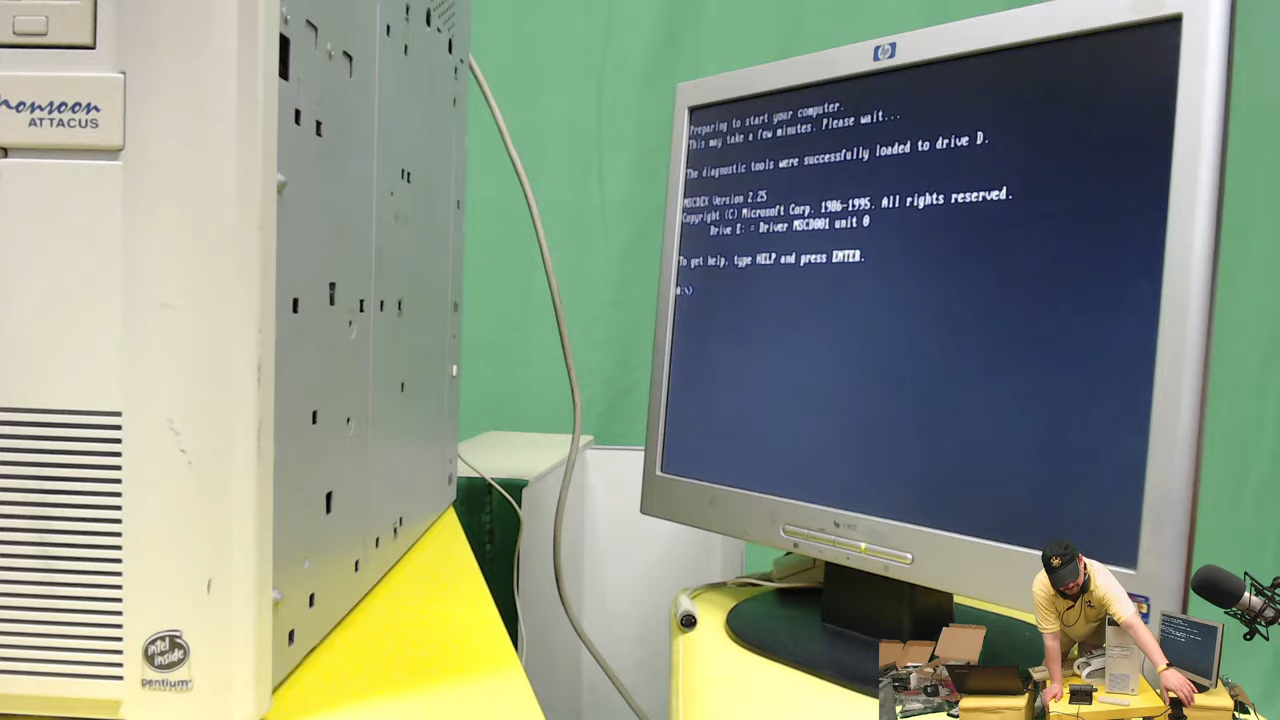 Monsoon
ATTACUS
intel
inside
pentium
hp
Preparing to start your computer.
This may take a few minutes. Please wait...
The diagnostic tools were successfully loaded to drive D.
MSCDEX Version 2.25
Copyright (C) Microsoft Corp. 1986-1995. All rights reserved.
Drive E: = Driver MSCD001 unit 0
To get help, type HELP and press ENTER.
A:\>